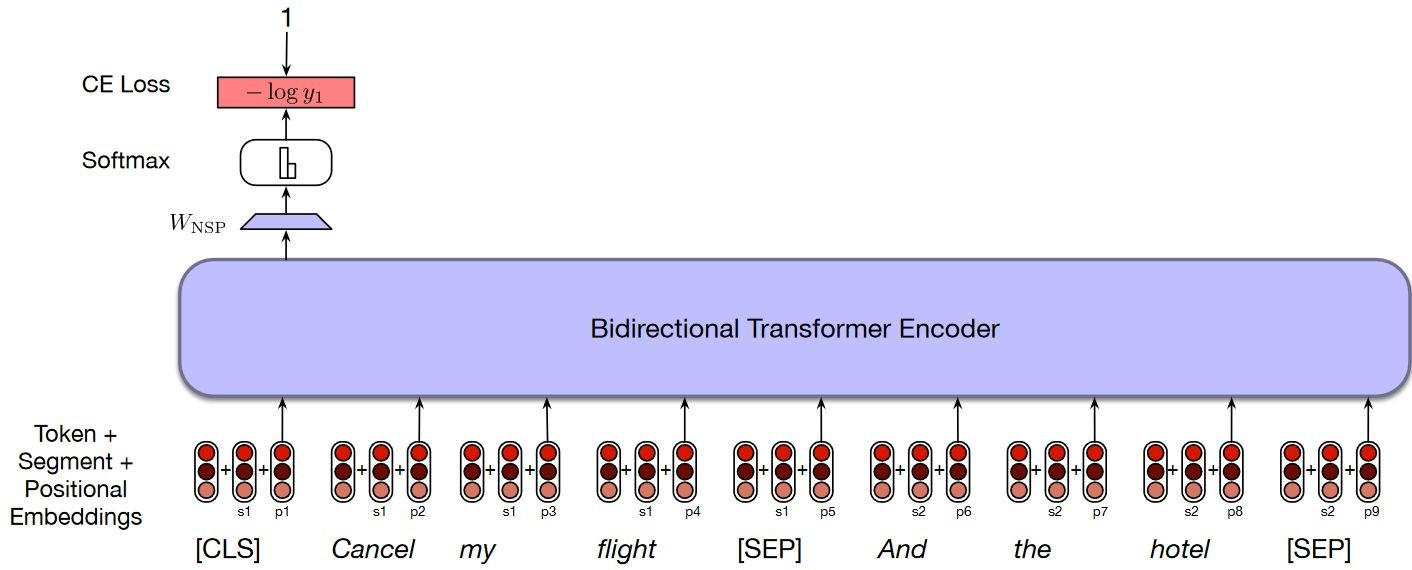 1
CE Loss
− log y₁
Softmax
W_NSP
Bidirectional Transformer Encoder
Token +
Segment +
Positional
Embeddings
+ + + + + + + + + + + + + + + + + +
s1 p1 s1 p2 s1 p3 s1 p4 s1 p5 s2 p6 s2 p7 s2 p8 s2 p9
[CLS] Cancel my flight [SEP] And the hotel [SEP]